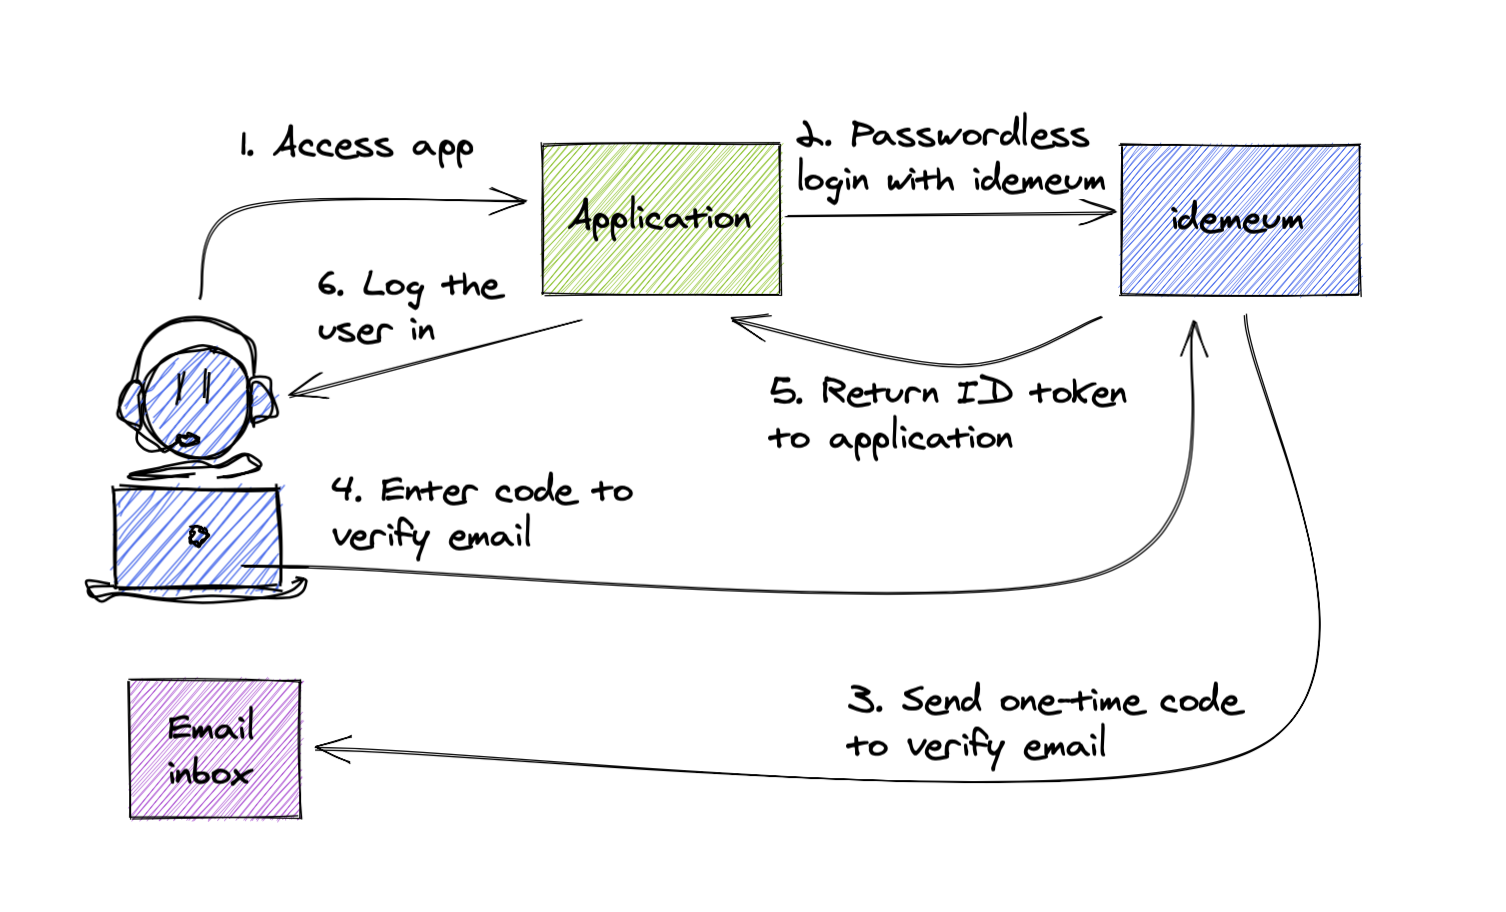 1. Access app
2. Passwordless
login with idemeum
Application
idemeum
6. Log the
user in
5. Return ID token
to application
4. Enter code to
verify email
3. Send one-time code
to verify email
Email
inbox